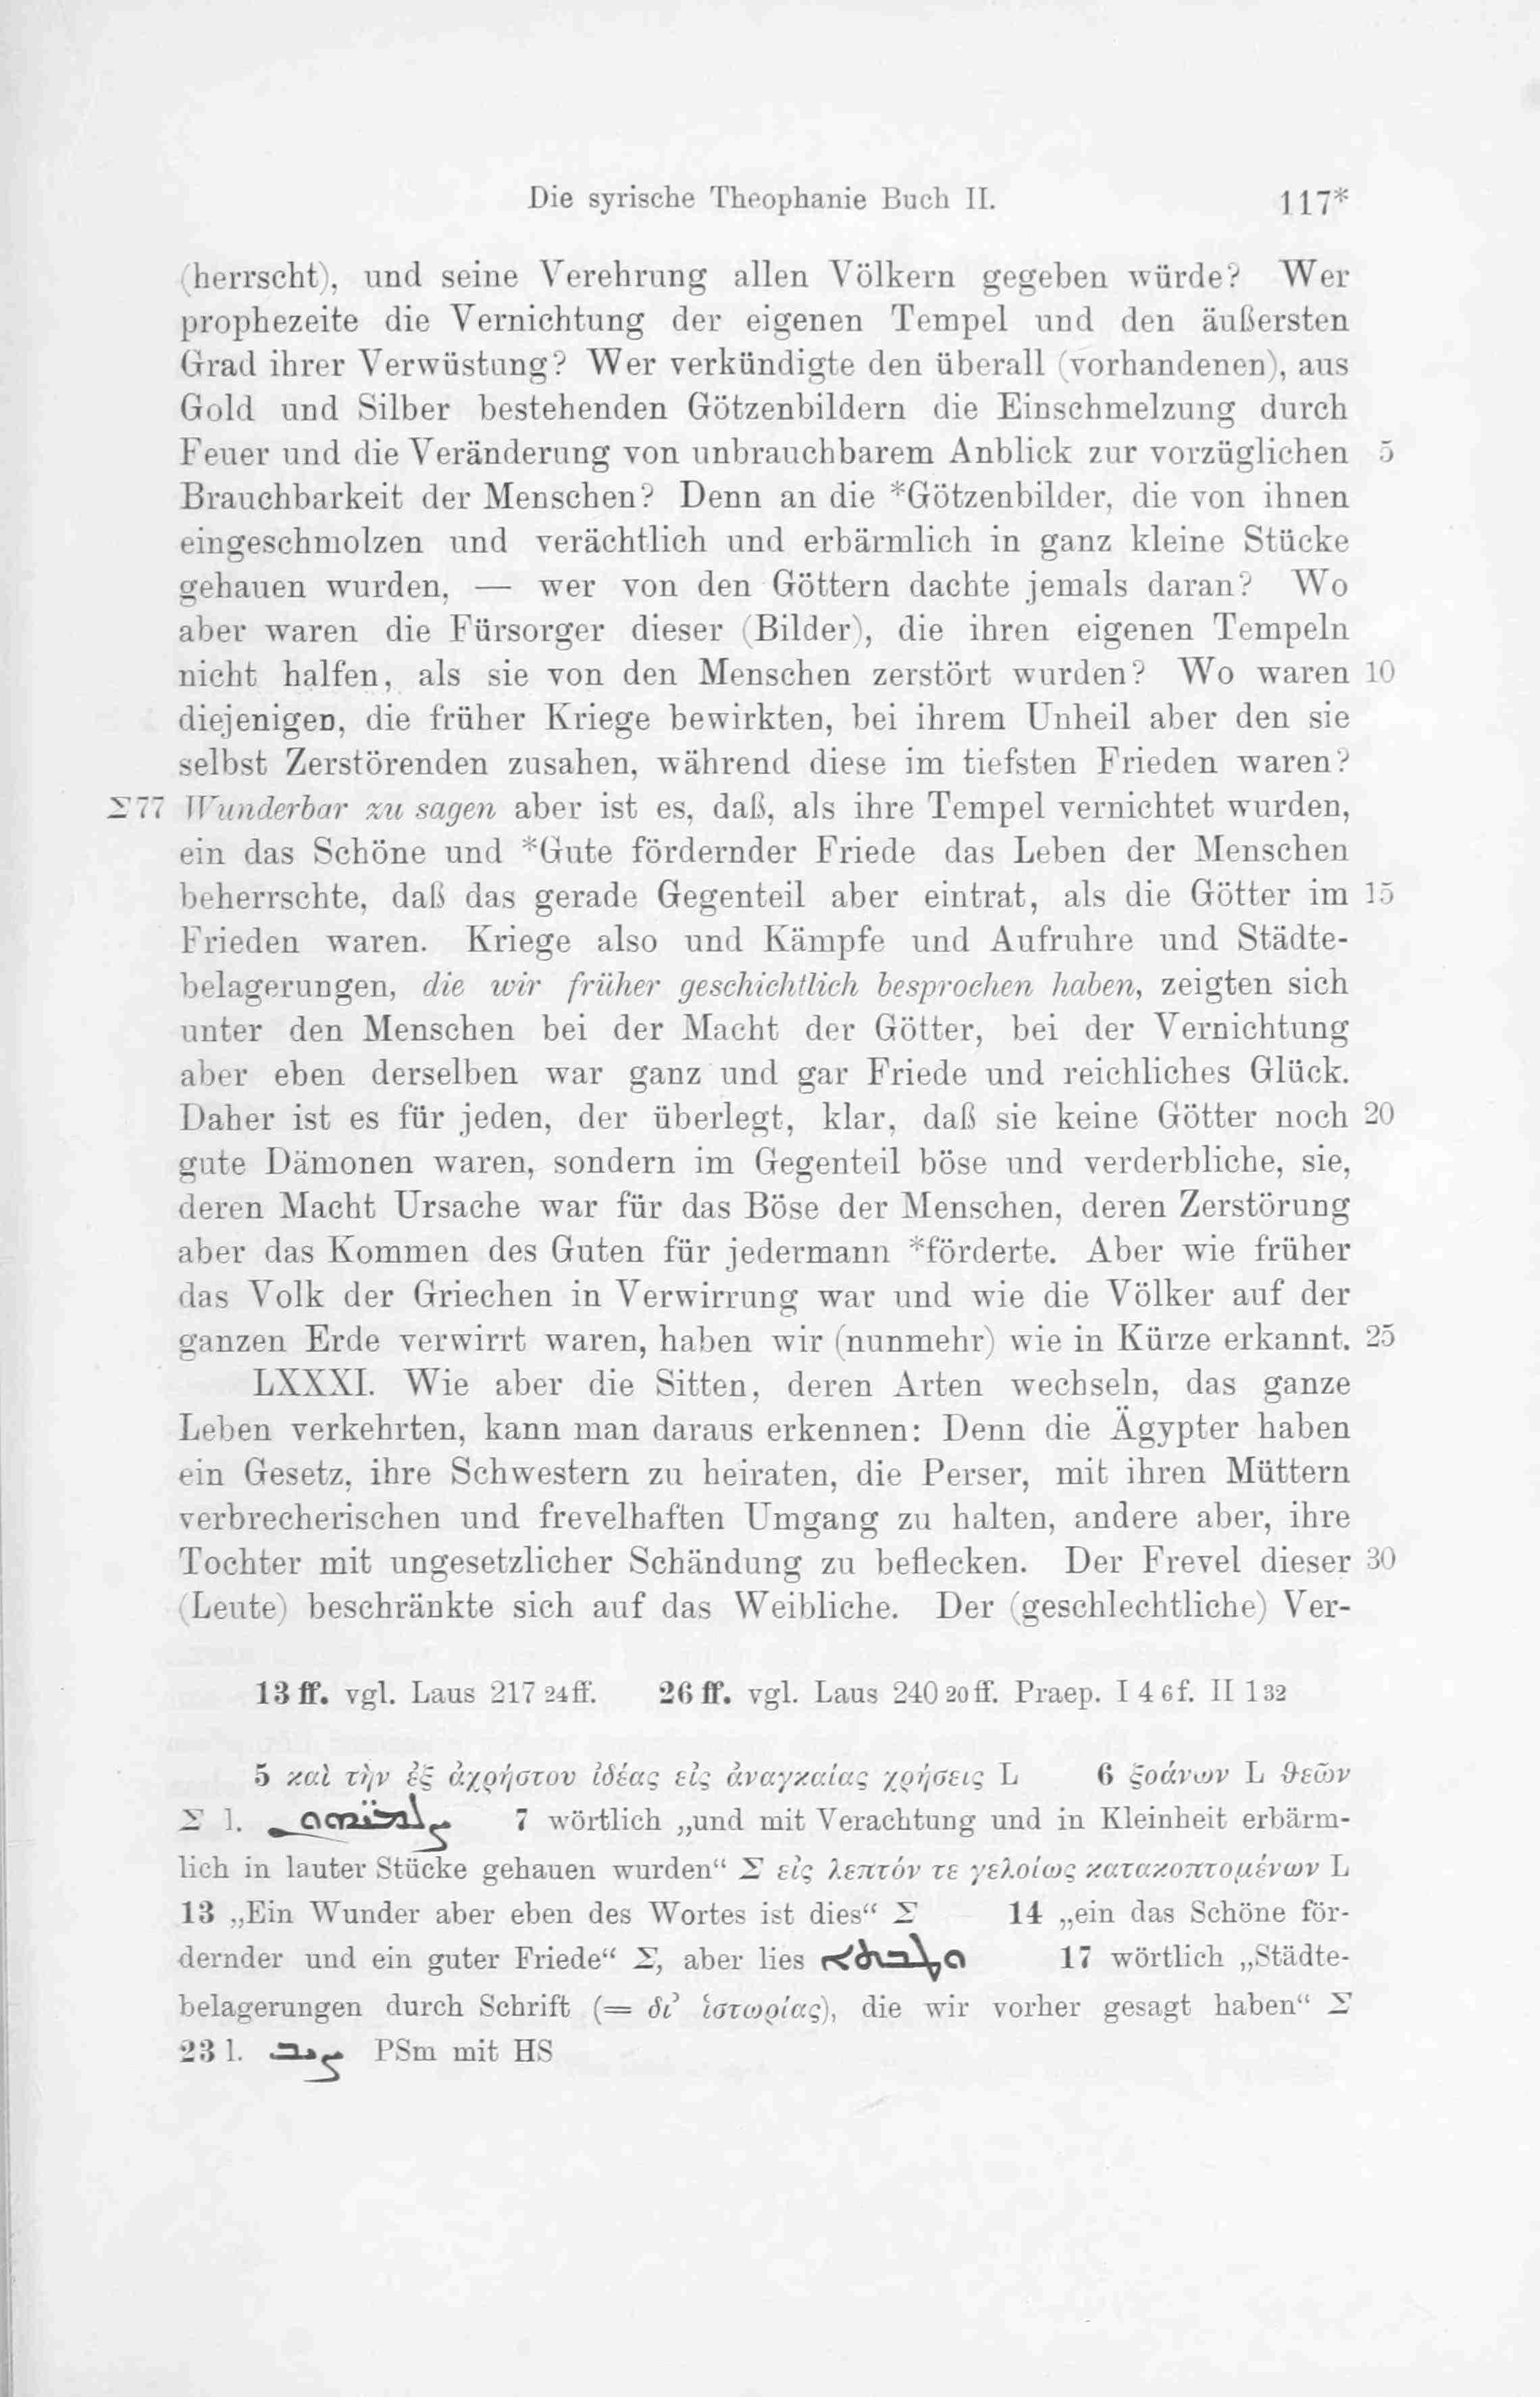 Die syrische Theophanie Buch II. 117*
(herrscht), und seine Verehrung allen Völkern gegeben würde? Wer
prophezeite die Vernichtung der eigenen Tempel und den äußersten
Grad ihrer Verwüstung? Wer verkündigte den überall (vorhandenen), aus
Gold und Silber bestehenden Götzenbildern die Einschmelzung durch
Feuer und die Veränderung von unbrauchbarem Anblick zur vorzüglichen 5
Brauchbarkeit der Menschen? Denn an die *Götzenbilder, die von ihnen
eingeschmolzen und verächtlich und erbärmlich in ganz kleine Stücke
gehauen wurden, — wer von den Göttern dachte jemals daran? Wo
aber waren die Fürsorger dieser (Bilder), die ihren eigenen Tempeln
nicht halfen, als sie von den Menschen zerstört wurden? Wo waren 10
diejenigen, die früher Kriege bewirkten, bei ihrem Unheil aber den sie
selbst Zerstörenden zusahen, während diese im tiefsten Frieden waren?
Σ 77 Wunderbar zu sagen aber ist es, daß, als ihre Tempel vernichtet wurden,
ein das Schöne und *Gute fördernder Friede das Leben der Menschen
beherrschte, daß das gerade Gegenteil aber eintrat, als die Götter im 15
Frieden waren. Kriege also und Kämpfe und Aufruhre und Städte-
belagerungen, die wir früher geschichtlich besprochen haben, zeigten sich
unter den Menschen bei der Macht der Götter, bei der Vernichtung
aber eben derselben war ganz und gar Friede und reichliches Glück.
Daher ist es für jeden, der überlegt, klar, daß sie keine Götter noch 20
gute Dämonen waren, sondern im Gegenteil böse und verderbliche, sie,
deren Macht Ursache war für das Böse der Menschen, deren Zerstörung
aber das Kommen des Guten für jedermann *förderte. Aber wie früher
das Volk der Griechen in Verwirrung war und wie die Völker auf der
ganzen Erde verwirrt waren, haben wir (nunmehr) wie in Kürze erkannt. 25
LXXXI. Wie aber die Sitten, deren Arten wechseln, das ganze
Leben verkehrten, kann man daraus erkennen: Denn die Ägypter haben
ein Gesetz, ihre Schwestern zu heiraten, die Perser, mit ihren Müttern
verbrecherischen und frevelhaften Umgang zu halten, andere aber, ihre
Tochter mit ungesetzlicher Schändung zu beflecken. Der Frevel dieser 30
(Leute) beschränkte sich auf das Weibliche. Der (geschlechtliche) Ver-
13 ff. vgl. Laus 217 24 ff. 26 ff. vgl. Laus 240 20 ff. Praep. I 4 6 f. II 1 32
5 καὶ τὴν ἐξ ἀχρήστου ἰδέας εἰς ἀναγκαίας χρήσεις L 6 ξοάνων L θεῶν
Σ l. 7 wörtlich „und mit Verachtung und in Kleinheit erbärm-
lich in lauter Stücke gehauen wurden“ Σ εἰς λεπτόν τε γελοίως κατακοπτομένων L
13 „Ein Wunder aber eben des Wortes ist dies“ Σ 14 „ein das Schöne för-
dernder und ein guter Friede“ Σ, aber lies ܘܛܒܬܐ 17 wörtlich „Städte-
belagerungen durch Schrift (= δι’ ἱστωρίας), die wir vorher gesagt haben“ Σ
23 l. PSm mit HS